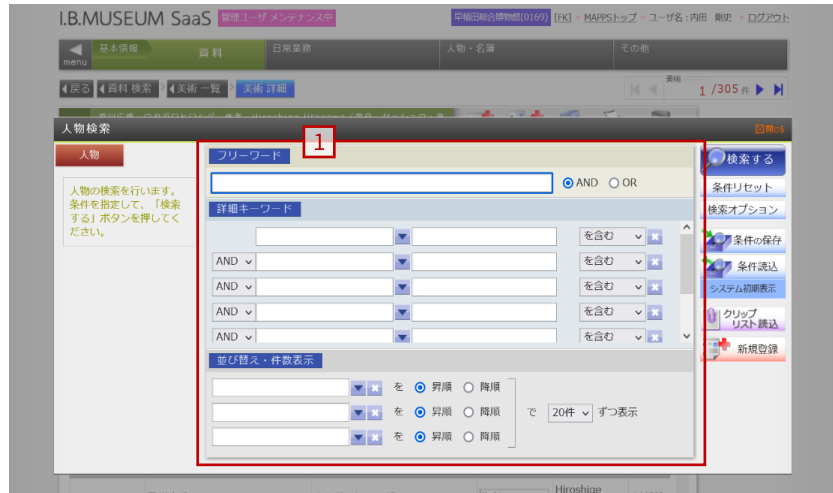 I.B.MUSEUM SaaS 管理ユーザ メンテナンス中 早稲田総合博物館(0169) [FK] ・ MAPPSトップ ・ ユーザ名：内田 剛史 ・ ログアウト
menu 基本情報 資料 日常業務 人物・名簿 その他
戻る 資料 検索 美術 一覧 美術 詳細 美術 1 /305 件
人物検索 閉じる
人物 フリーワード 1 検索する
人物の検索を行います。
条件を指定して、「検索
する」ボタンを押してく
ださい。
AND OR 条件リセット
詳細キーワード 検索オプション
を含む 条件の保存
AND を含む 条件読込
AND を含む システム初期表示
AND を含む クリップ
リスト読込
AND を含む
並び替え・件数表示 新規登録
を 昇順 降順
を 昇順 降順 で 20件 ずつ表示
を 昇順 降順
Hiroshige